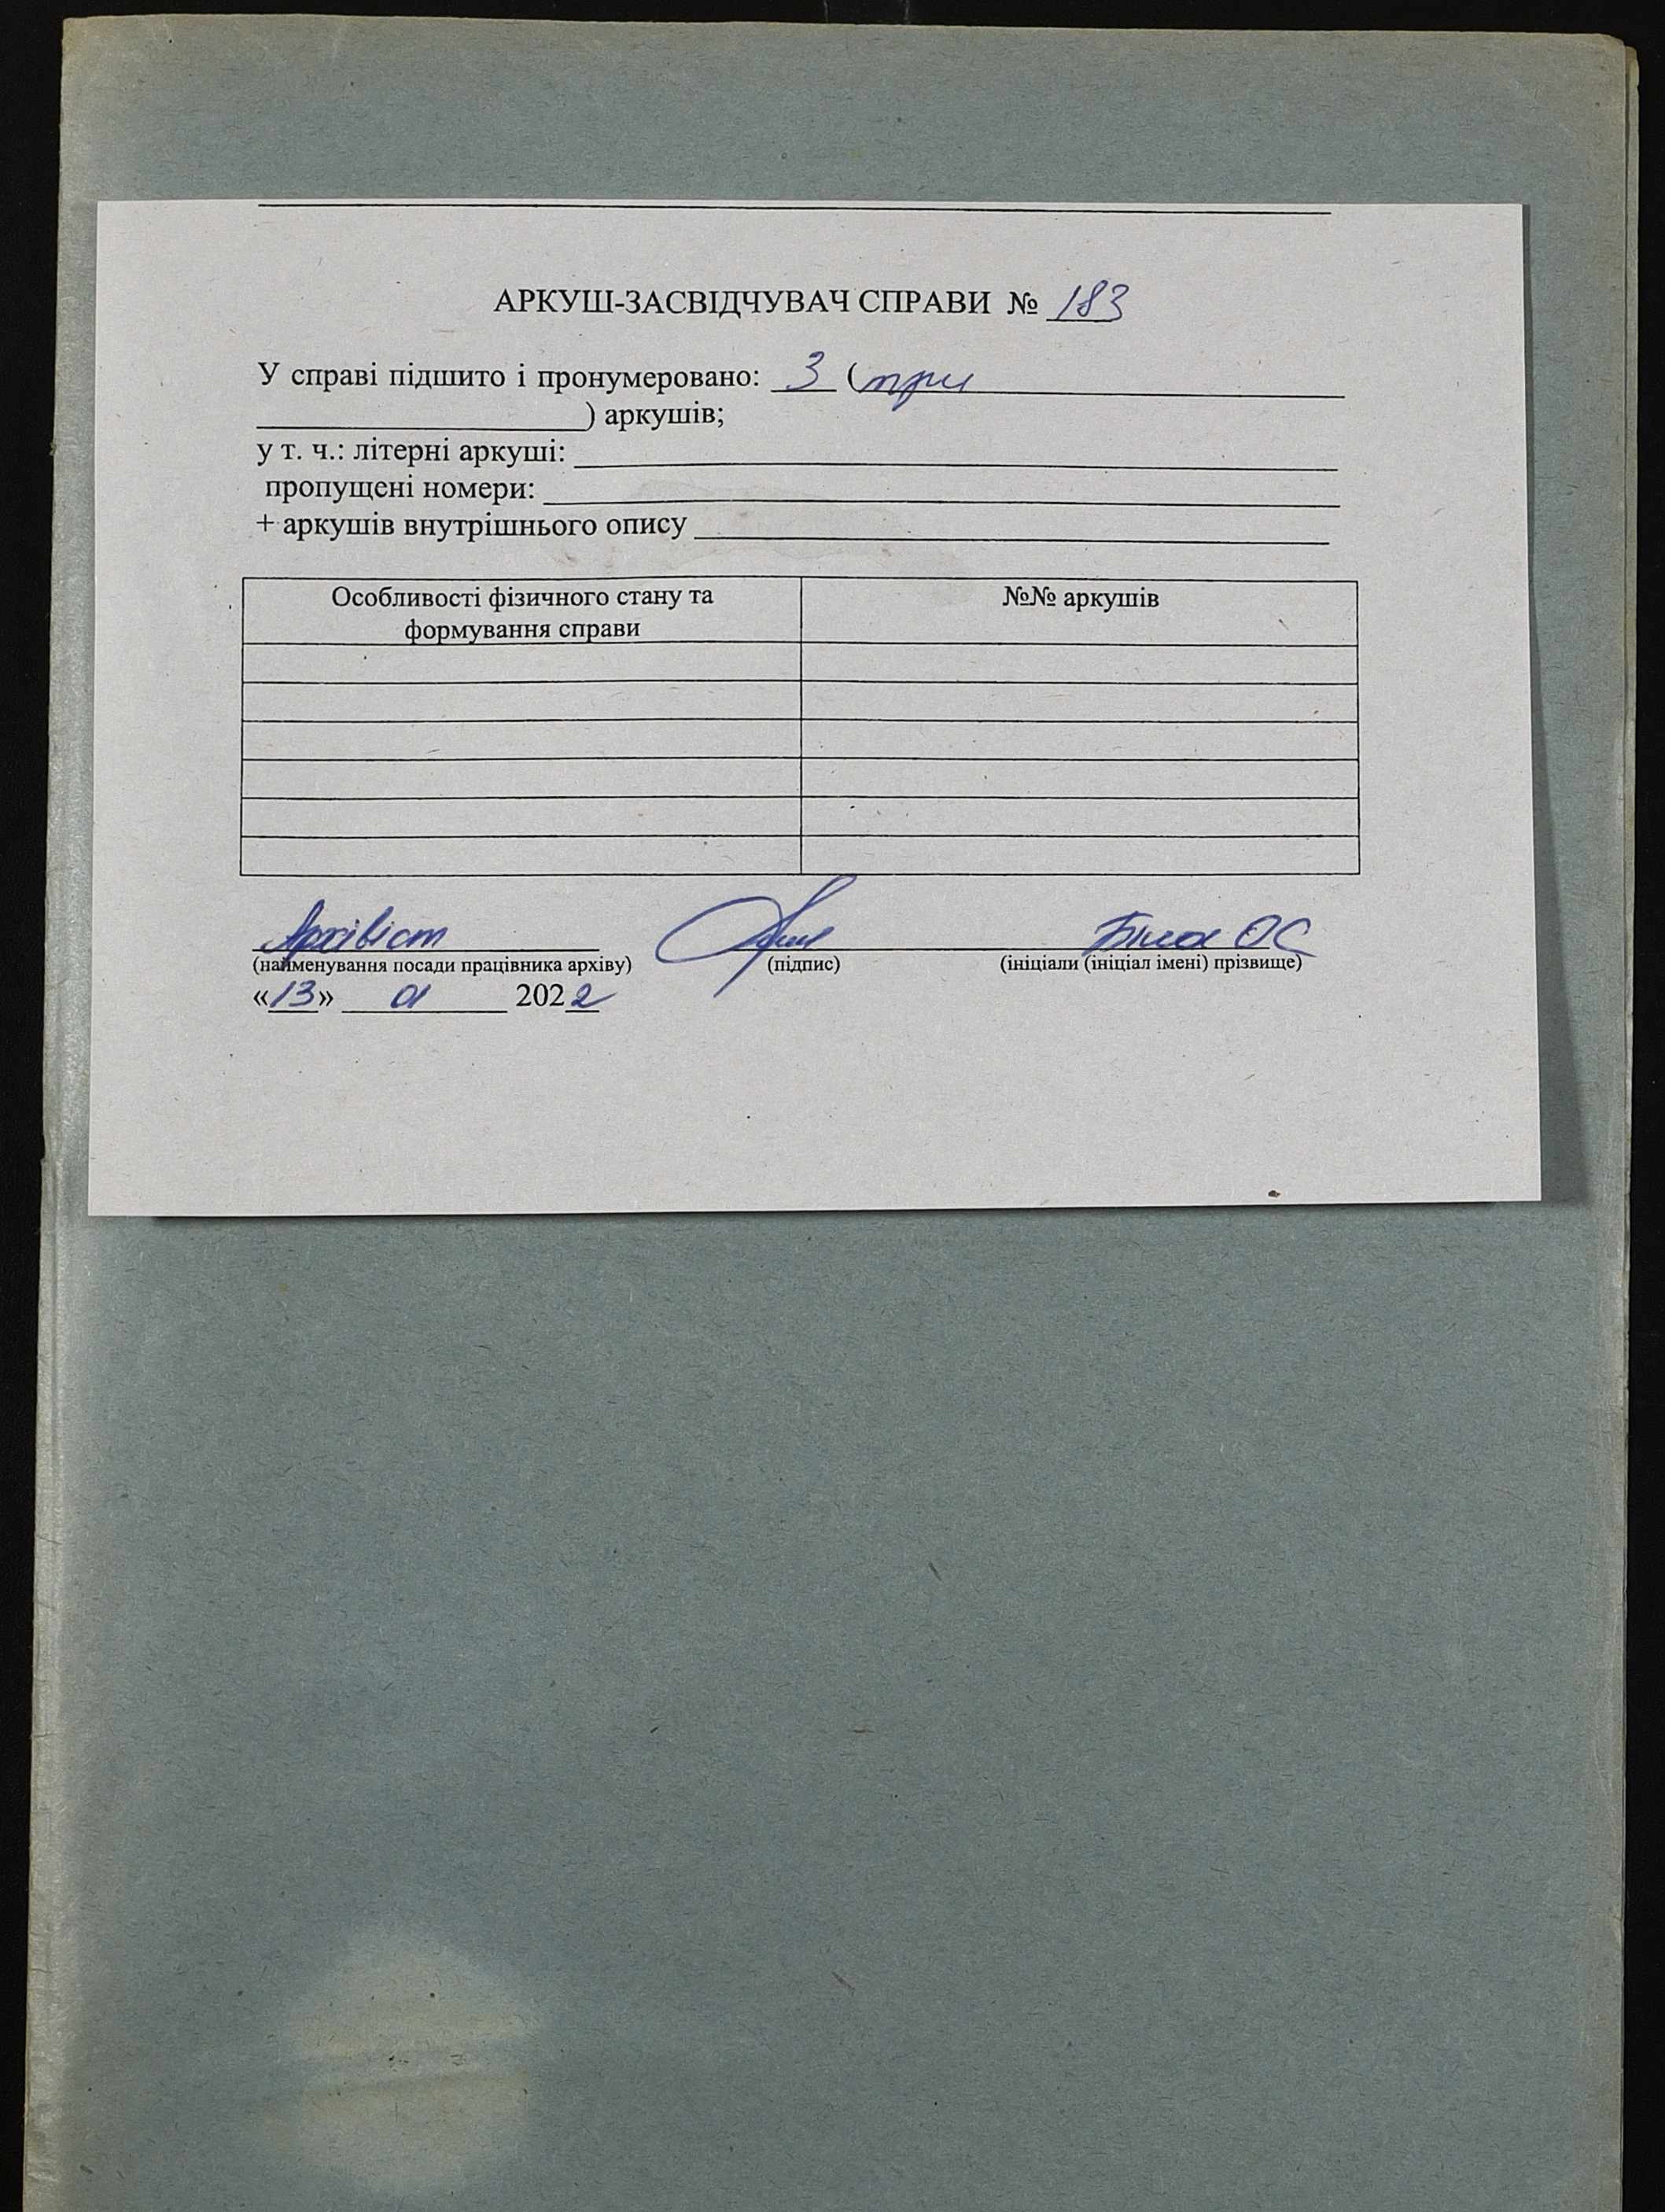 АРКУШ-ЗАСВІДЧУВАЧ СПРАВИ № 183
У справі підшито і пронумеровано: 3 (три
) аркушів;
у т. ч.: літерні аркуші:
пропущені номери:
+ аркушів внутрішнього опису
Особливості фізичного стану та
формування справи
№№ аркушів
Архівіст Біла ОС
(найменування посади працівника архіву) (підпис) (ініціали (ініціал імені) прізвище)
«13» 01 2022